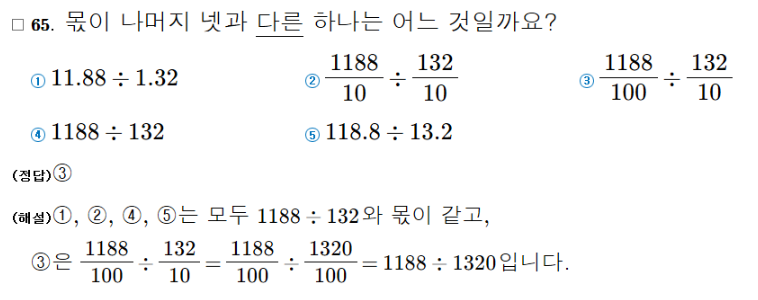 □ 65. 몫이 나머지 넷과 다른 하나는 어느 것일까요?
① 11.88 ÷ 1.32 ② 1188/10 ÷ 132/10 ③ 1188/100 ÷ 132/10
④ 1188 ÷ 132 ⑤ 118.8 ÷ 13.2
(정답)③
(해설)①, ②, ④, ⑤는 모두 1188 ÷ 132와 몫이 같고,
③은 1188/100 ÷ 132/10 = 1188/100 ÷ 1320/100 = 1188 ÷ 1320입니다.